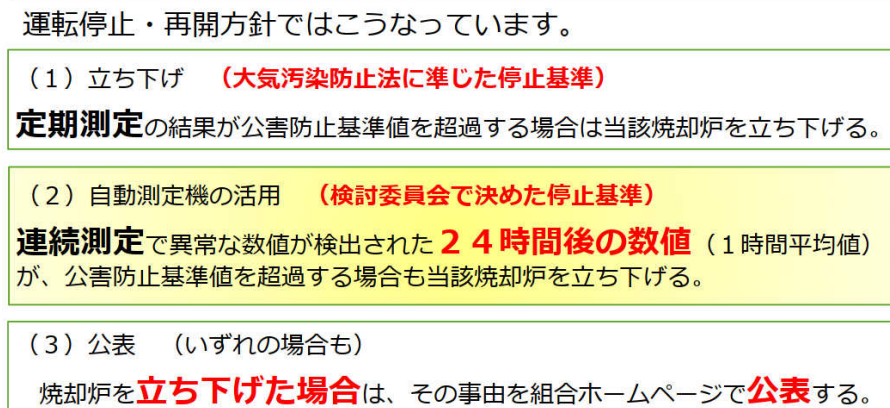 運転停止・再開方針ではこうなっています。
(1)立ち下げ (大気汚染防止法に準じた停止基準)
定期測定の結果が公害防止基準値を超過する場合は当該焼却炉を立ち下げる。
(2)自動測定機の活用 (検討委員会で決めた停止基準)
連続測定で異常な数値が検出された24時間後の数値(1時間平均値)
が、公害防止基準値を超過する場合も当該焼却炉を立ち下げる。
(3)公表 (いずれの場合も)
焼却炉を立ち下げた場合は、その事由を組合ホームページで公表する。